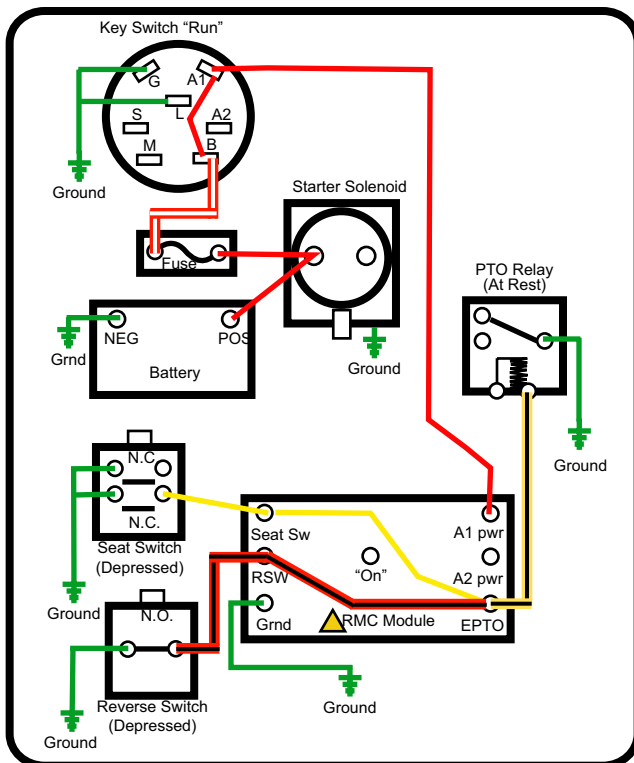 Key Switch “Run”
G
A1
L
S
A2
M
B
Ground
Starter Solenoid
Fuse
PTO Relay
(At Rest)
NEG
POS
Grnd
Battery
Ground
Ground
N.C
N.C.
Seat Switch
(Depressed)
Seat Sw
A1 pwr
RSW
“On”
A2 pwr
Grnd
RMC Module
EPTO
Ground
N.O.
Reverse Switch
(Depressed)
Ground
Ground